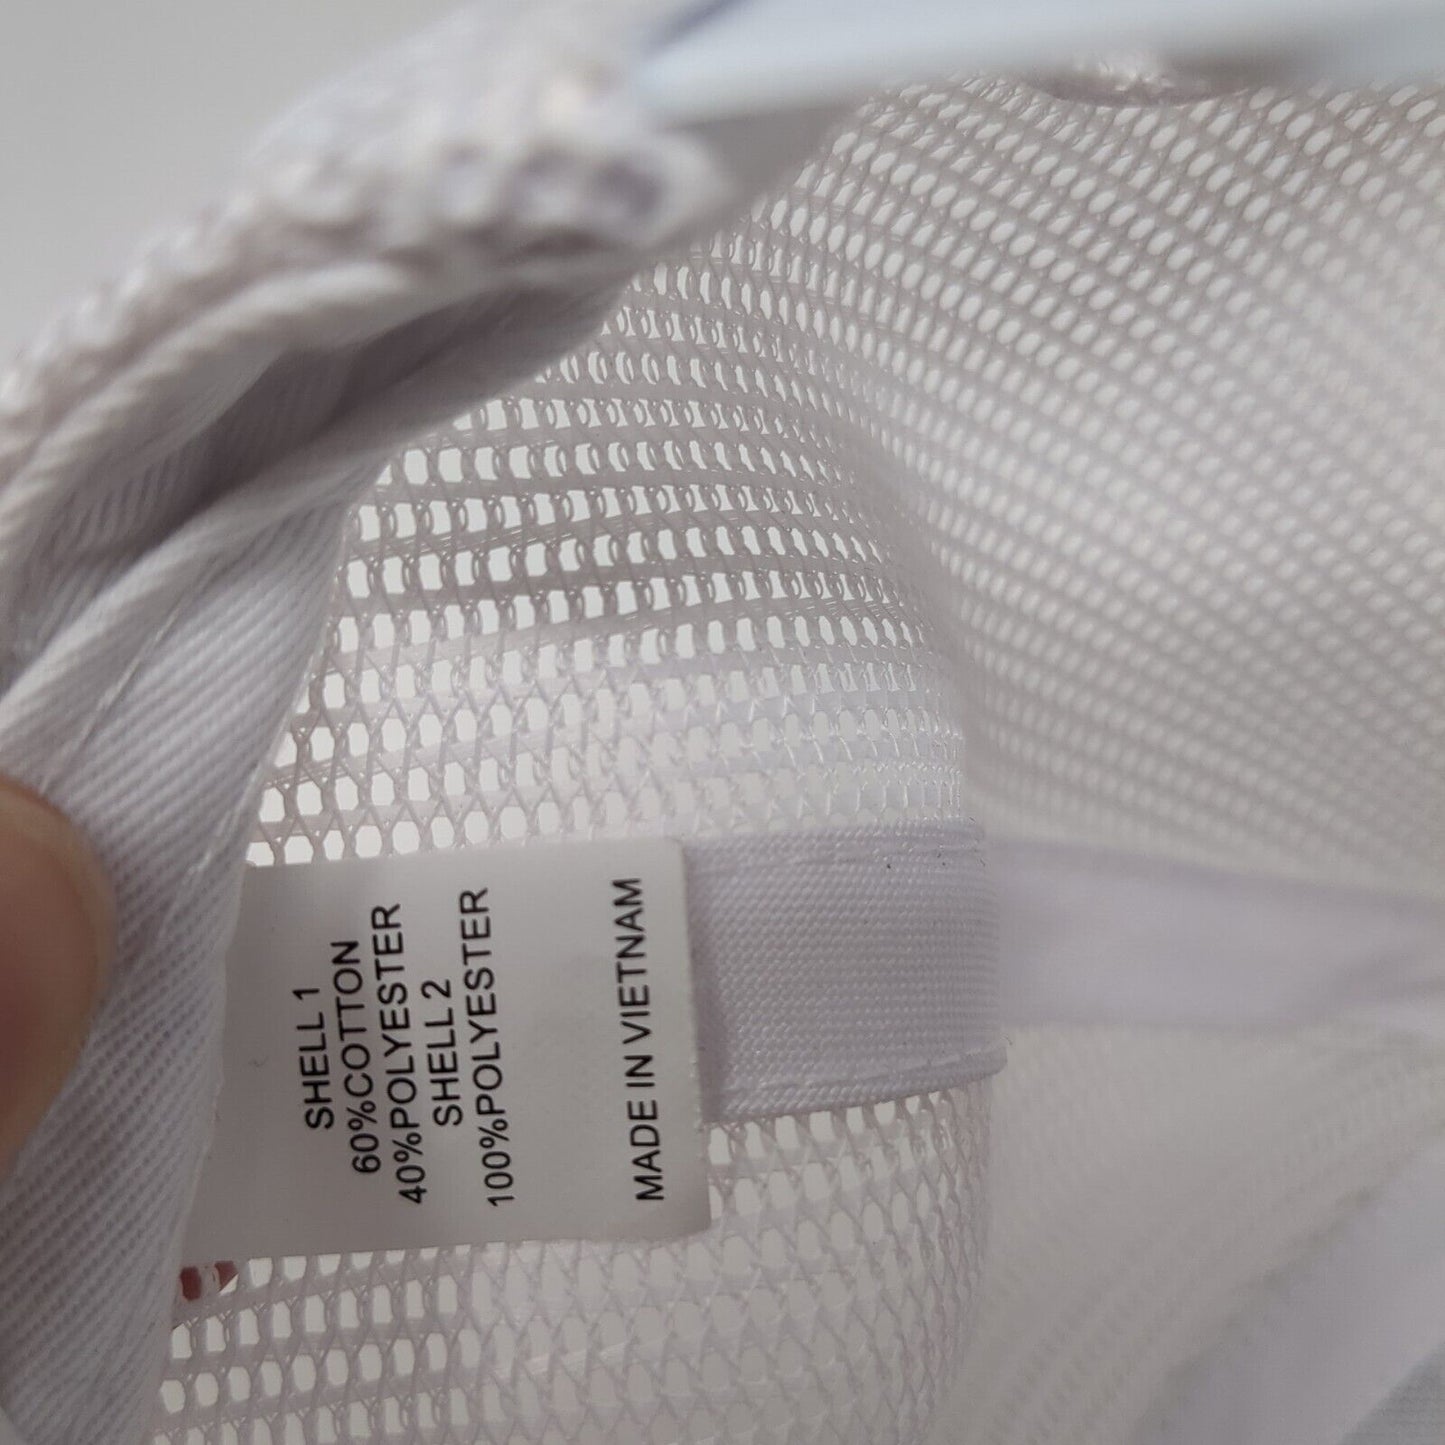 SHELL 1
60%COTTON
40%POLYESTER
SHELL 2
100%POLYESTER
MADE IN VIETNAM